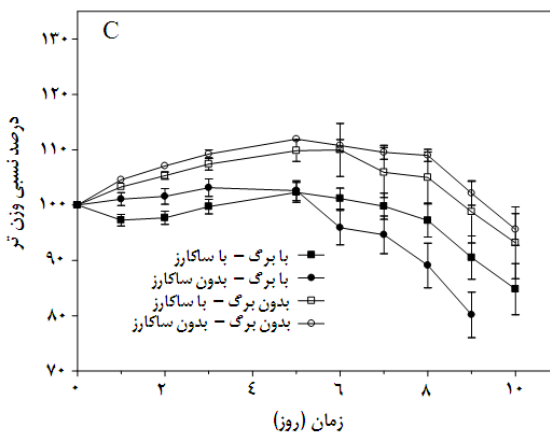 C
۱۳۰
۱۲۰
۱۱۰
۱۰۰
۹۰
۸۰
۷۰
درصد نسبی وزن تر
با برگ – با ساکارز
با برگ – بدون ساکارز
بدون برگ – با ساکارز
بدون برگ – بدون ساکارز
۰ ۲ ۴ ۶ ۸ ۱۰
زمان (روز)